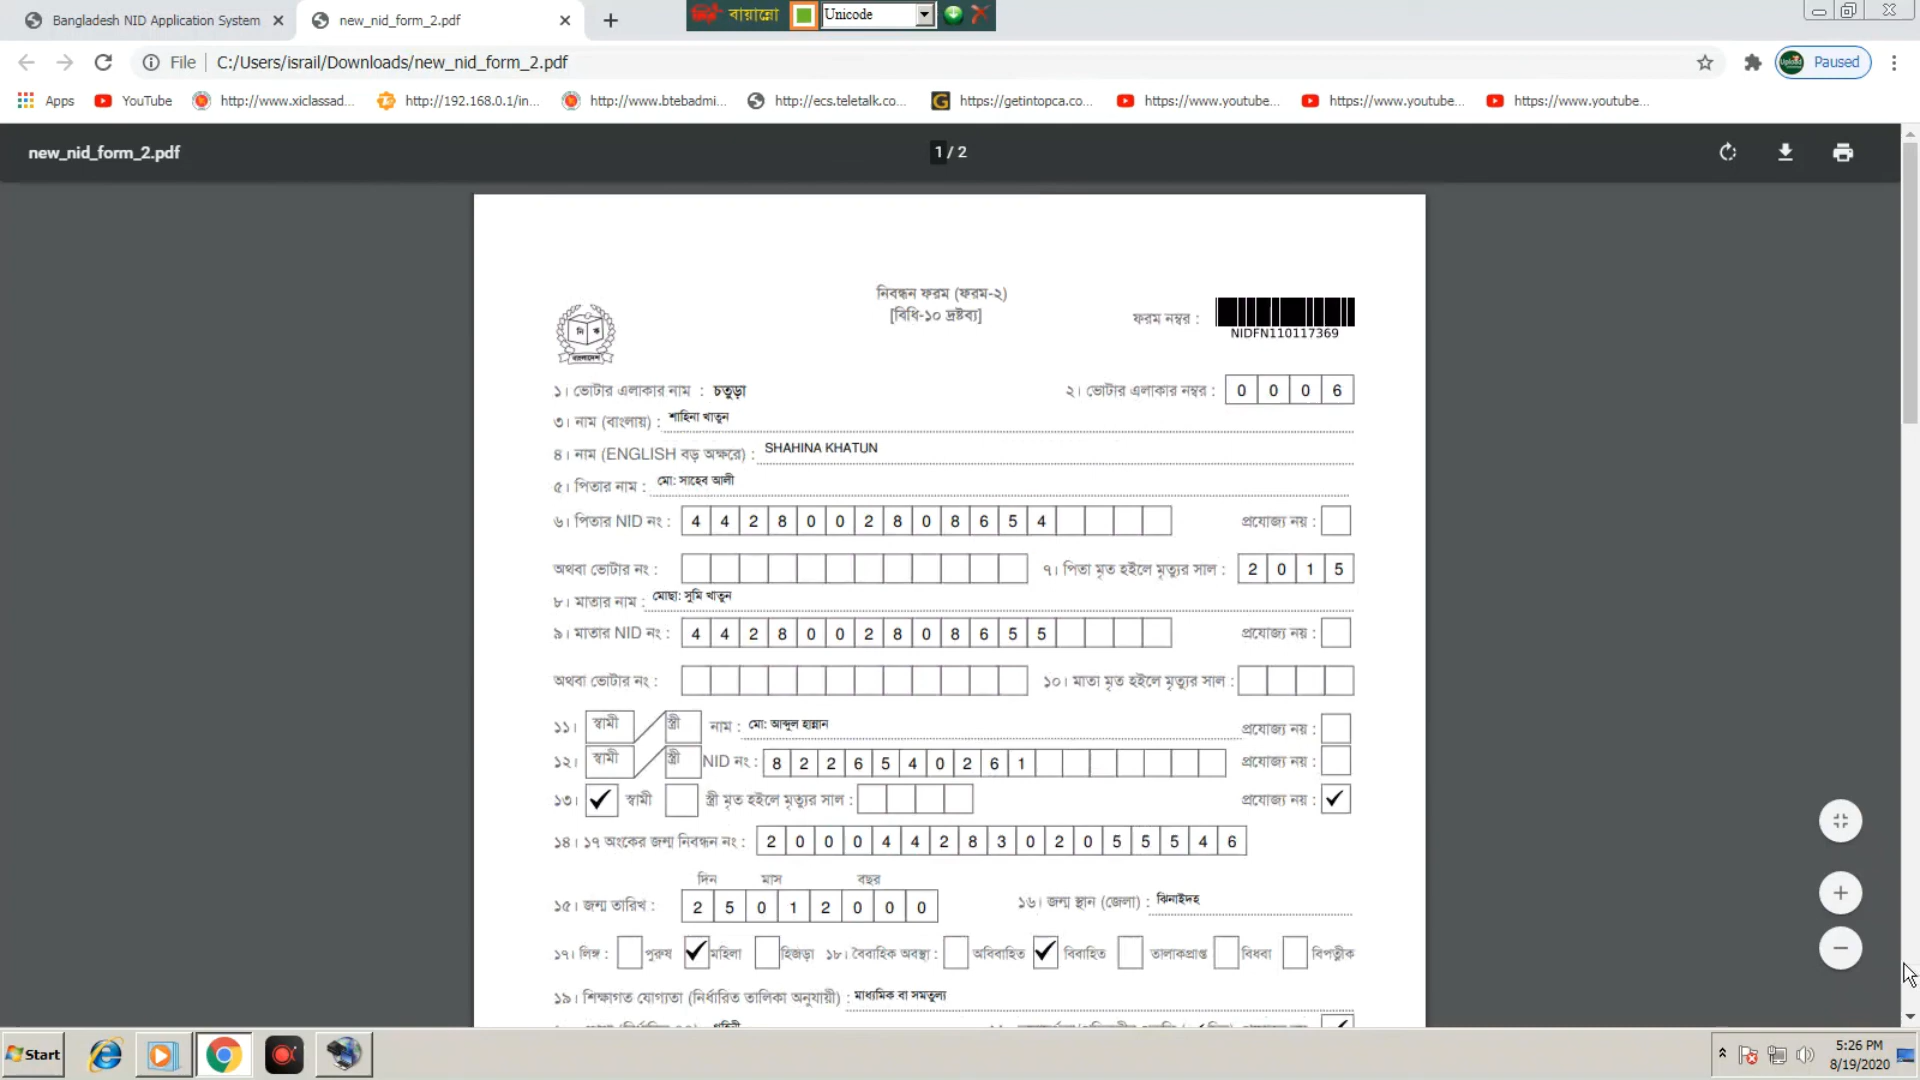 Bangladesh NID Application System
new_nid_form_2.pdf
বায়ান্নো
Unicode
File
C:/Users/israil/Downloads/new_nid_form_2.pdf
Paused
Apps
YouTube
http://www.xiclassad...
http://192.168.0.1/in...
http://www.btebadmi...
http://ecs.teletalk.co...
https://getintopca.co...
https://www.youtube...
https://www.youtube...
https://www.youtube...
new_nid_form_2.pdf
1 / 2
নিবন্ধন ফরম (ফরম-২)
[বিধি-১০ দ্রষ্টব্য]
ফরম নম্বর :
NIDFN110117369
১। ভোটার এলাকার নাম : চতুড়া
২। ভোটার এলাকার নম্বর : 0 0 0 6
৩। নাম (বাংলায়) : শাহিনা খাতুন
৪। নাম (ENGLISH বড় অক্ষরে) : SHAHINA KHATUN
৫। পিতার নাম : মো: সাহেব আলী
৬। পিতার NID নং : 4 4 2 8 0 0 2 8 0 8 6 5 4 প্রযোজ্য নয় :
অথবা ভোটার নং : ৭। পিতা মৃত হইলে মৃত্যুর সাল : 2 0 1 5
৮। মাতার নাম : মোছা: সুমি খাতুন
৯। মাতার NID নং : 4 4 2 8 0 0 2 8 0 8 6 5 5 প্রযোজ্য নয় :
অথবা ভোটার নং : ১০। মাতা মৃত হইলে মৃত্যুর সাল :
১১। স্বামী / স্ত্রী নাম : মো: আব্দুল হান্নান প্রযোজ্য নয় :
১২। স্বামী / স্ত্রী NID নং : 8 2 2 6 5 4 0 2 6 1 প্রযোজ্য নয় :
১৩। ✓ স্বামী স্ত্রী মৃত হইলে মৃত্যুর সাল : প্রযোজ্য নয় : ✓
১৪। ১৭ অংকের জন্ম নিবন্ধন নং : 2 0 0 0 4 4 2 8 3 0 2 0 5 5 5 4 6
দিন মাস বছর
১৫। জন্ম তারিখ : 2 5 0 1 2 0 0 0 ১৬। জন্ম স্থান (জেলা) : ঝিনাইদহ
১৭। লিঙ্গ : পুরুষ ✓ মহিলা হিজড়া ১৮। বৈবাহিক অবস্থা : অবিবাহিত ✓ বিবাহিত তালাকপ্রাপ্ত বিধবা বিপত্নীক
১৯। শিক্ষাগত যোগ্যতা (নির্ধারিত তালিকা অনুযায়ী) : মাধ্যমিক বা সমতুল্য
Start
5:26 PM
8/19/2020